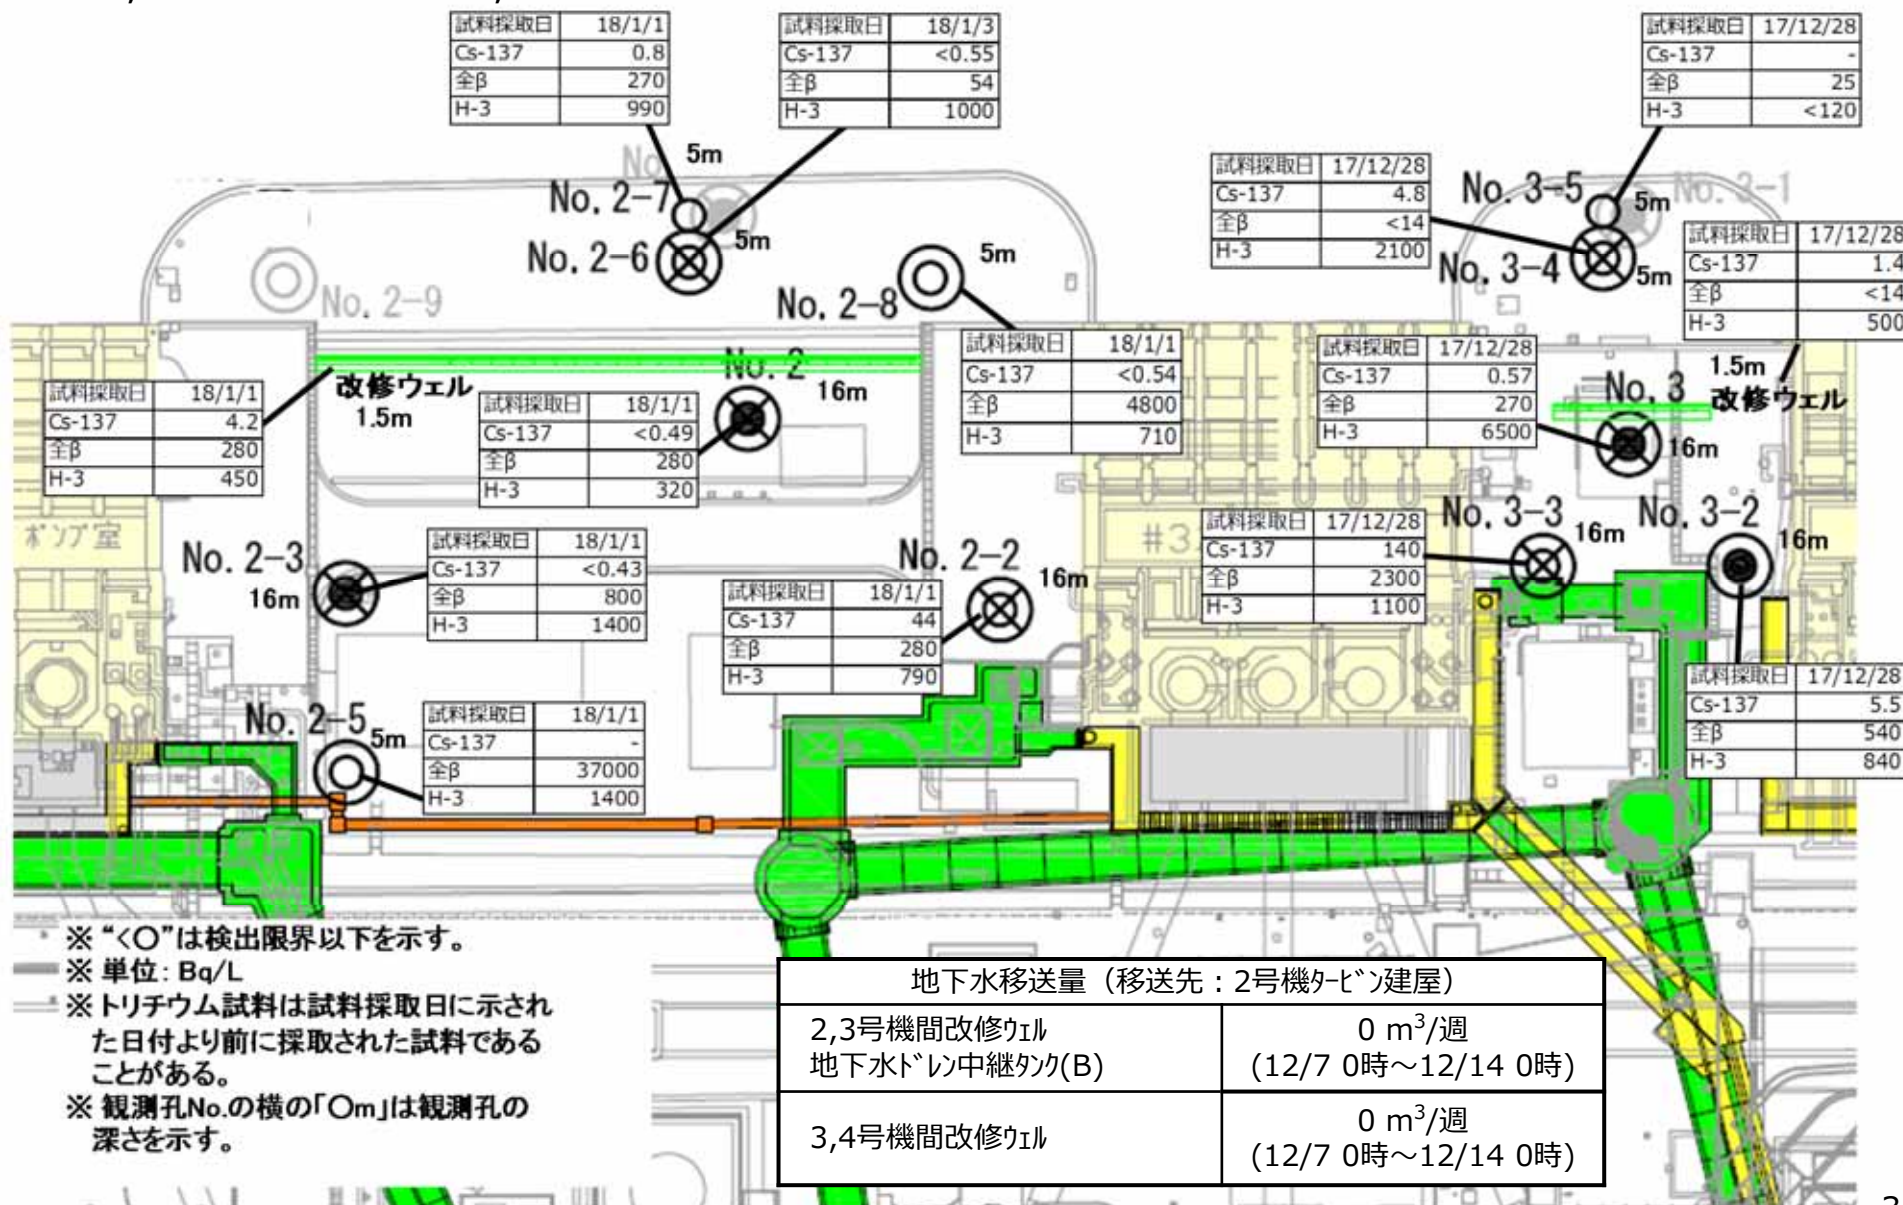 試料採取日 18/1/1
Cs-137 0.8
全β 270
H-3 990
試料採取日 18/1/3
Cs-137 <0.55
全β 54
H-3 1000
試料採取日 17/12/28
Cs-137 -
全β 25
H-3 <120
No. 5m
No. 2-7
No. 2-6 5m
No. 2-8 5m
No. 2-9
試料採取日 17/12/28
Cs-137 4.8
全β <14
H-3 2100
No. 3-5 5m
No. 3-1
No. 3-4 5m
試料採取日 17/12/28
Cs-137 1.4
全β <14
H-3 500
試料採取日 18/1/1
Cs-137 4.2
全β 280
H-3 450
改修ウェル
1.5m
No. 2 16m
試料採取日 18/1/1
Cs-137 <0.49
全β 280
H-3 320
試料採取日 18/1/1
Cs-137 <0.54
全β 4800
H-3 710
試料採取日 17/12/28
Cs-137 0.57
全β 270
H-3 6500
No. 3
16m
1.5m
改修ウェル
ポンプ室
No. 2-3
16m
試料採取日 18/1/1
Cs-137 <0.43
全β 800
H-3 1400
No. 2-2
16m
試料採取日 18/1/1
Cs-137 44
全β 280
H-3 790
#3
試料採取日 17/12/28
Cs-137 140
全β 2300
H-3 1100
No. 3-3
16m
No. 3-2
16m
試料採取日 17/12/28
Cs-137 5.5
全β 540
H-3 840
No. 2-5 5m
試料採取日 18/1/1
Cs-137 -
全β 37000
H-3 1400
※ “<〇”は検出限界以下を示す。
※ 単位: Bq/L
※トリチウム試料は試料採取日に示され
た日付より前に採取された試料である
ことがある。
※ 観測孔No.の横の「〇m」は観測孔の
深さを示す。
地下水移送量（移送先：2号機ﾀｰﾋﾞﾝ建屋）
2,3号機間改修ｳｪﾙ
地下水ﾄﾞﾚﾝ中継ﾀﾝｸ(B)
0 m³/週
(12/7 0時～12/14 0時)
3,4号機間改修ｳｪﾙ
0 m³/週
(12/7 0時～12/14 0時)